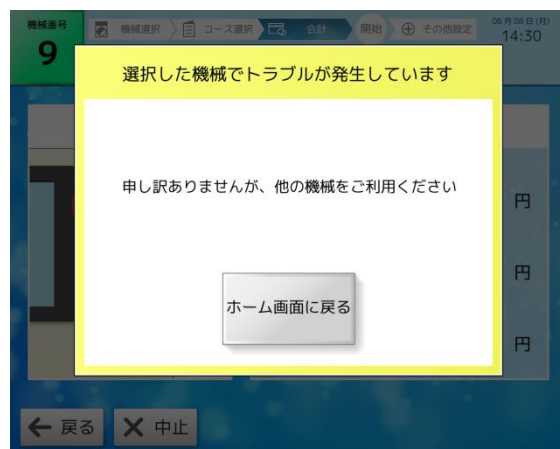 機械番号
9
機械選択
コース選択
会計
開始
その他設定
08月08日(月)
14:30
選択した機械でトラブルが発生しています
申し訳ありませんが、他の機械をご利用ください
円
円
円
ホーム画面に戻る
戻る
中止